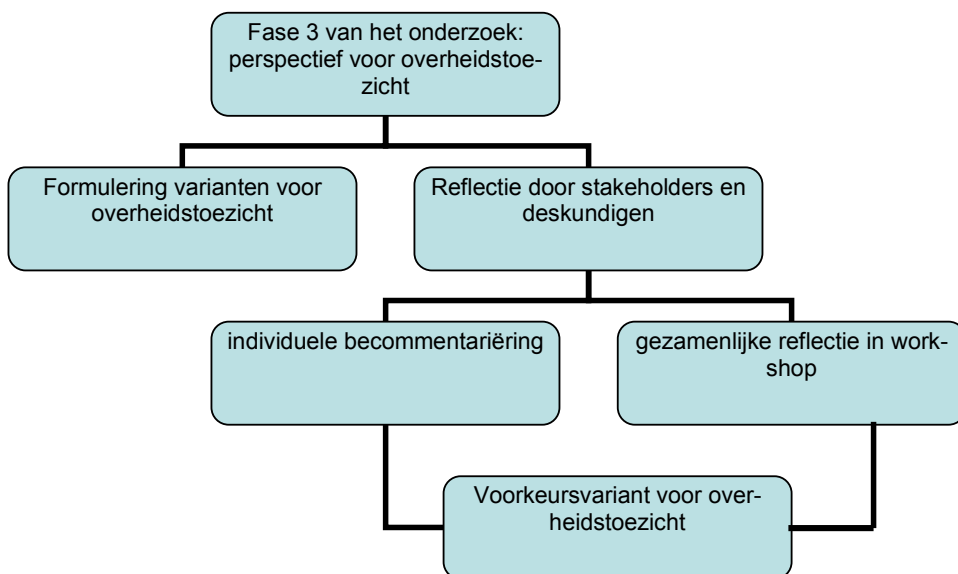 Fase 3 van het onderzoek:
perspectief voor overheidstoe-
zicht
Formulering varianten voor
overheidstoezicht
Reflectie door stakeholders en
deskundigen
individuele becommentariëring
gezamenlijke reflectie in work-
shop
Voorkeursvariant voor over-
heidstoezicht